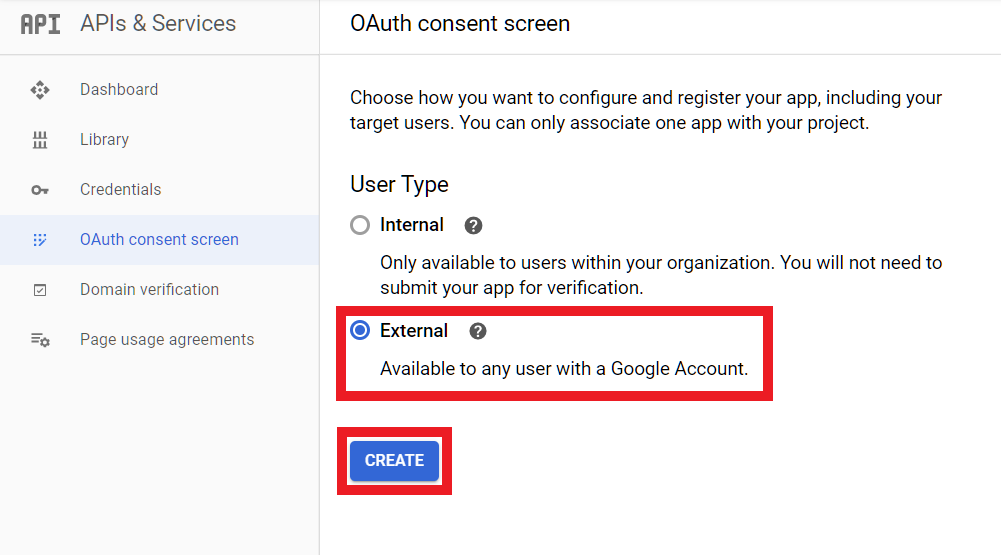 API APIs & Services
OAuth consent screen
Dashboard
Library
Credentials
OAuth consent screen
Domain verification
Page usage agreements
Choose how you want to configure and register your app, including your
target users. You can only associate one app with your project.
User Type
Internal ?
Only available to users within your organization. You will not need to
submit your app for verification.
External ?
Available to any user with a Google Account.
CREATE